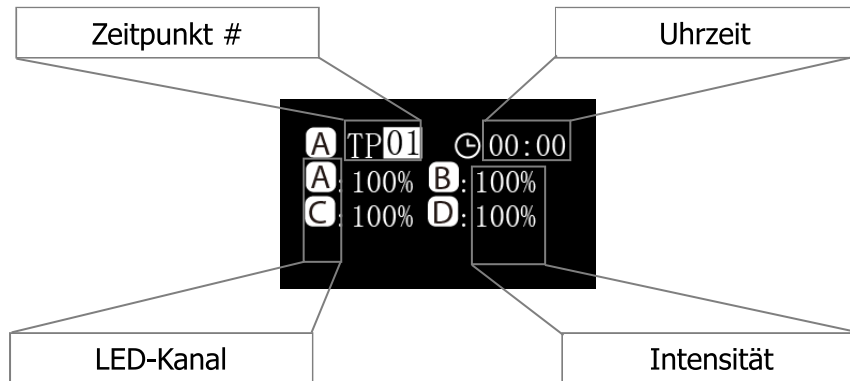 Zeitpunkt #
Uhrzeit
A TP01 00:00
A: 100% B: 100%
C: 100% D: 100%
LED-Kanal
Intensität